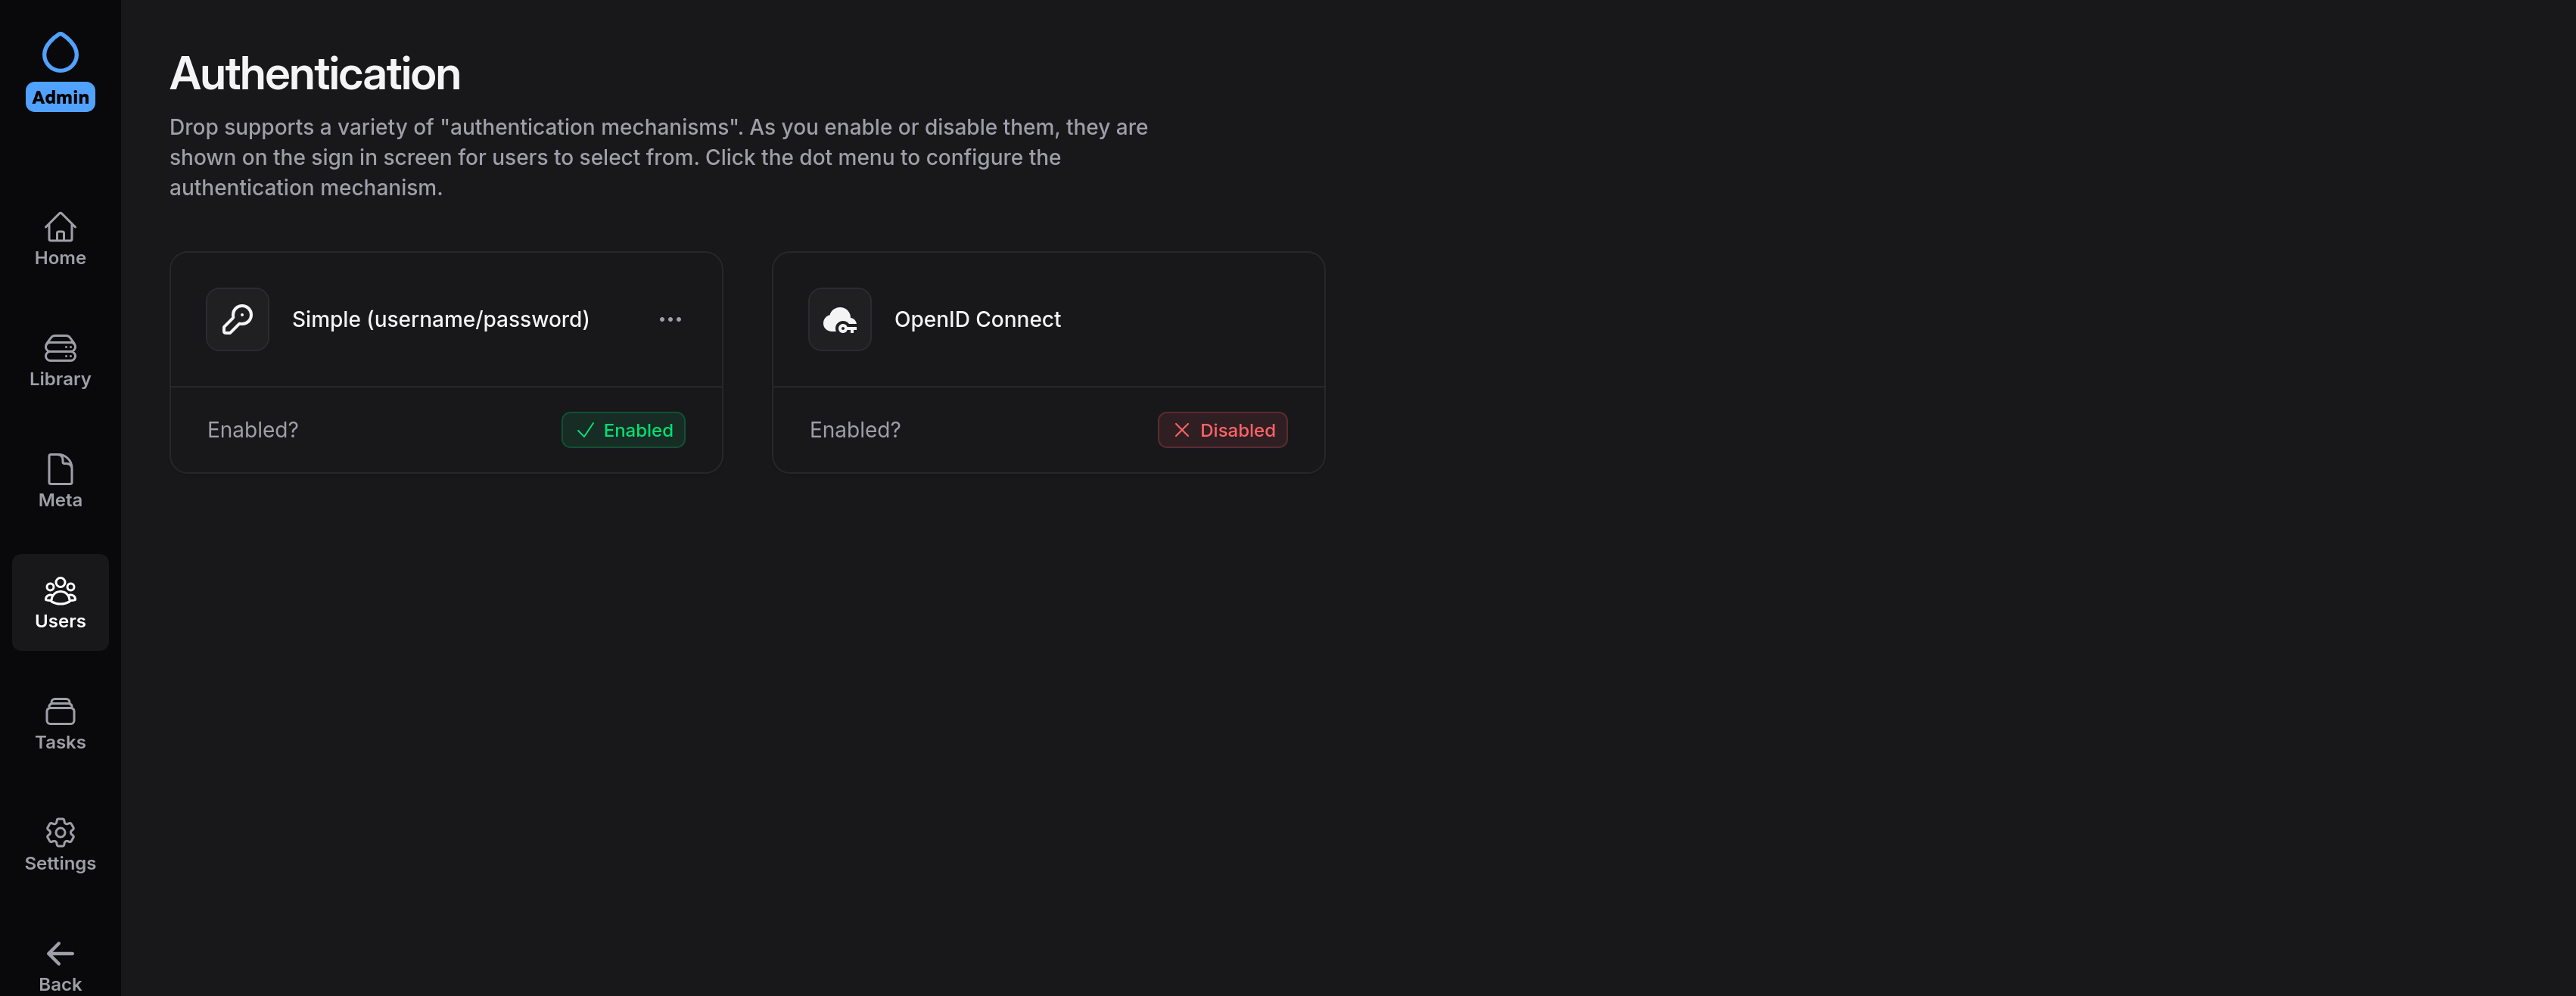 Admin
Home
Library
Meta
Users
Tasks
Settings
Back
Authentication
Drop supports a variety of "authentication mechanisms". As you enable or disable them, they are
shown on the sign in screen for users to select from. Click the dot menu to configure the
authentication mechanism.
Simple (username/password)
Enabled?
Enabled
OpenID Connect
Enabled?
Disabled